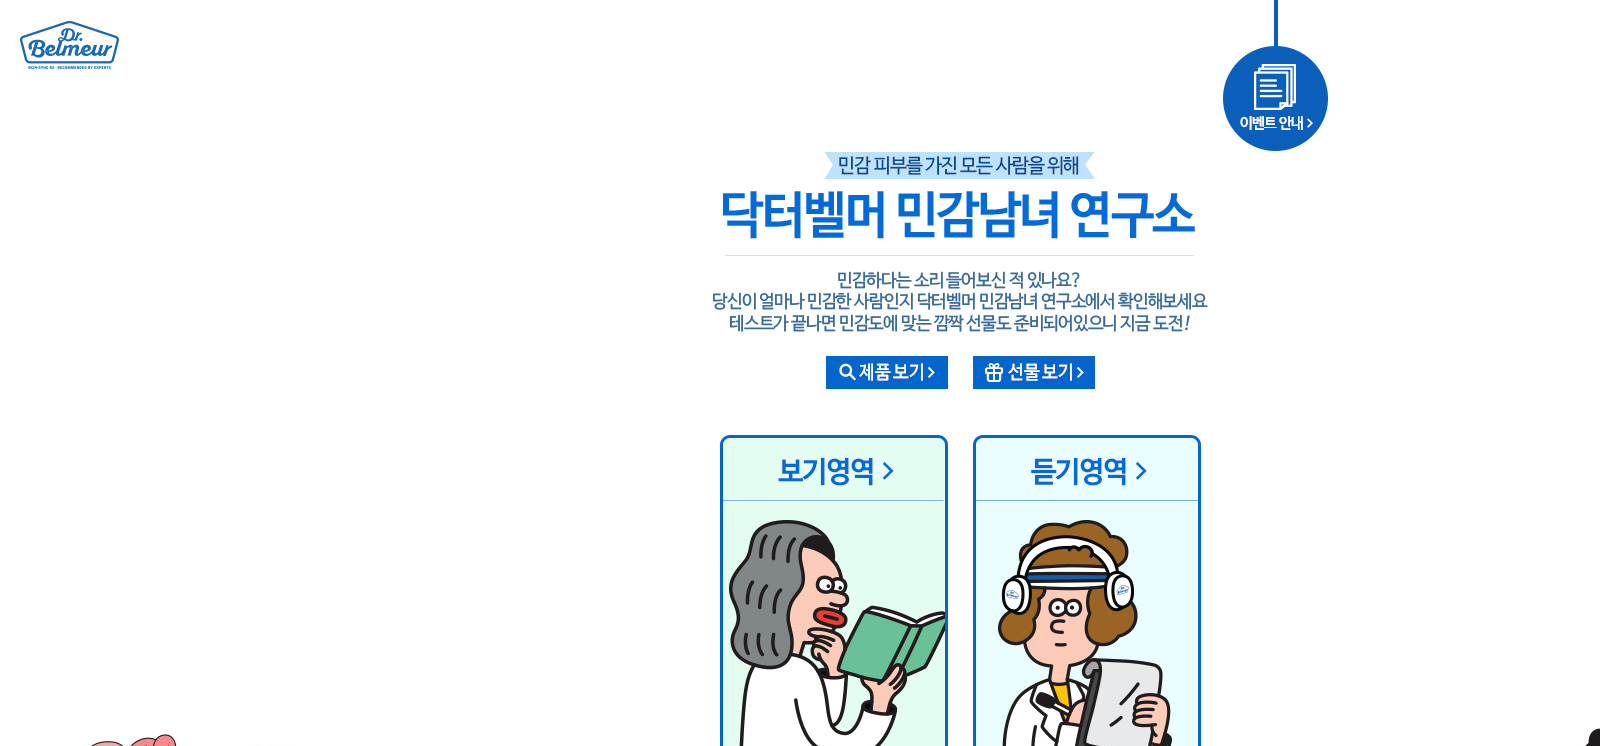 Dr.
Belmeur
SKIN-SYNC RX · RECOMMENDED BY EXPERTS
이벤트 안내
민감 피부를 가진 모든 사람을 위해
닥터벨머 민감남녀 연구소
민감하다는 소리 들어보신 적 있나요?
당신이 얼마나 민감한 사람인지 닥터벨머 민감남녀 연구소에서 확인해보세요
테스트가 끝나면 민감도에 맞는 깜짝 선물도 준비되어있으니 지금 도전!
제품 보기
선물 보기
보기영역
듣기영역